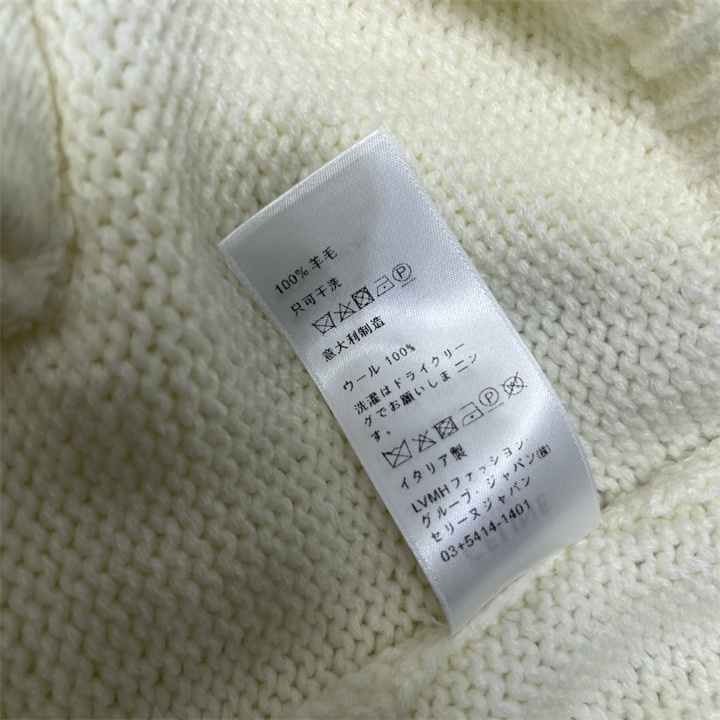 100% 羊毛
只可干洗
意大利制造
ウール 100%
洗濯はドライクリー
グでお願いしま ニン
す。
イタリア製
LVMHファッション
グループ・ジャパン(株)
セリーヌジャパン
03+5414-1401
CELINE